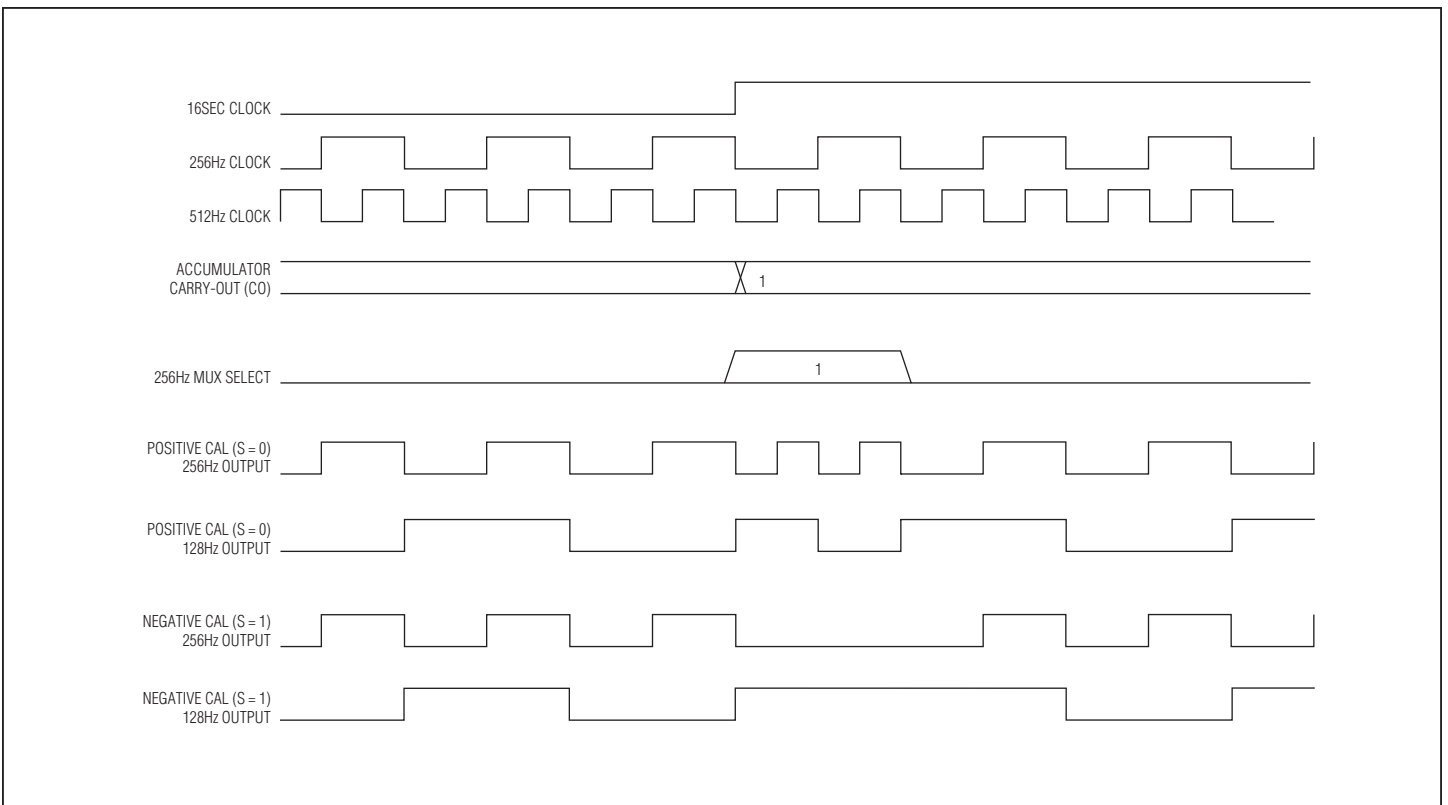 16SEC CLOCK
256Hz CLOCK
512Hz CLOCK
ACCUMULATOR
CARRY-OUT (CO)
1
256Hz MUX SELECT
1
POSITIVE CAL (S = 0)
256Hz OUTPUT
POSITIVE CAL (S = 0)
128Hz OUTPUT
NEGATIVE CAL (S = 1)
256Hz OUTPUT
NEGATIVE CAL (S = 1)
128Hz OUTPUT